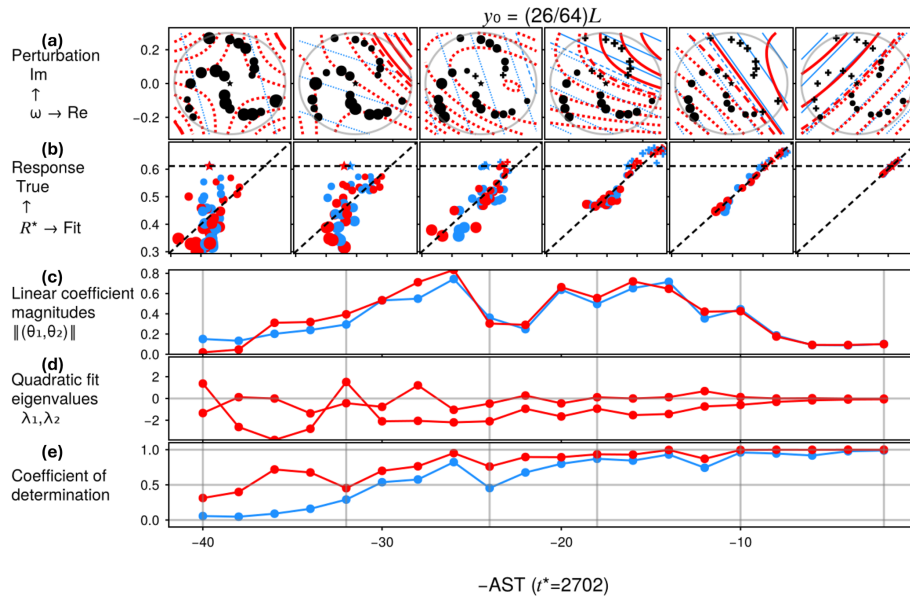 y₀ = (26/64)L
(a)
Perturbation
Im
↑
ω → Re
0.2
0.0
−0.2
(b)
Response
True
↑
R* → Fit
0.6
0.5
0.4
0.3
(c)
Linear coefficient
magnitudes
‖(θ₁,θ₂)‖
0.8
0.6
0.4
0.2
0.0
(d)
Quadratic fit
eigenvalues
λ₁,λ₂
2
0
−2
(e)
Coefficient of
determination
1.0
0.5
0.0
−40 −30 −20 −10
−AST (t*=2702)